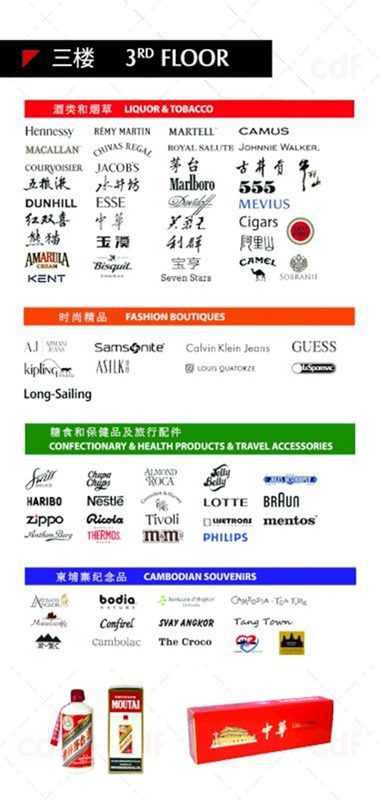 三楼 3RD FLOOR
cdf
酒类和烟草 LIQUOR & TOBACCO
Hennessy RÉMY MARTIN MARTELL CAMUS
MACALLAN CHIVAS REGAL ROYAL SALUTE JOHNNIE WALKER.
COURVOISIER JACOB'S 茅台 古井贡
五粮液 水井坊 Marlboro 555
DUNHILL ESSE Davidoff MEVIUS
红双喜 中华 芙蓉王 Cigars
熊猫 玉溪 利群 阿里山
AMARULA CREAM Bisquit COGNAC 宝亨 CAMEL SOBRANIE
KENT Seven Stars
时尚精品 FASHION BOUTIQUES
AJ ARMANI JEANS Samsonite Calvin Klein Jeans GUESS
kipling ASILK LOUIS QUATORZE LeSportsac
Long-Sailing
糖食和保健品及旅行配件
CONFECTIONARY & HEALTH PRODUCTS & TRAVEL ACCESSORIES
Swiss DELICE Chupa Chups ALMOND ROCA Jelly Belly JULES DESTROOPER
HARIBO Nestle Cavendish & Harvey LOTTE BRAUN
zippo Ricola Tivoli mentos
Anthon Berg THERMOS. m&m's PHILIPS
柬埔寨纪念品 CAMBODIAN SOUVENIRS
ARTISANS ANGKOR bodia NATURE Senteurs d'Angkor CAMBODIA-TEA TIME
Confirel SVAY ANGKOR Tang Town
Cambolac The Croco
MOUTAI
中華
cdf
cdf
cdf